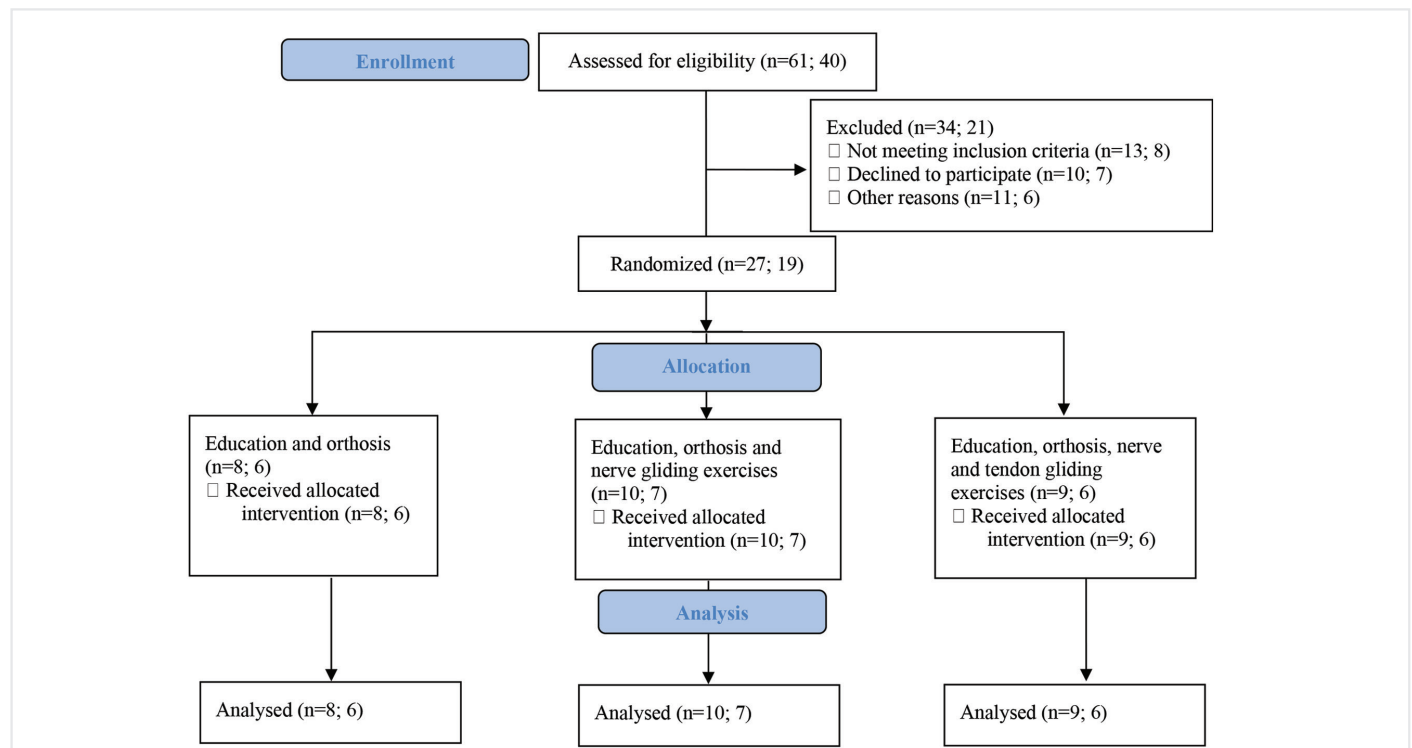 Enrollment
Assessed for eligibility (n=61; 40)
Excluded (n=34; 21)
□ Not meeting inclusion criteria (n=13; 8)
□ Declined to participate (n=10; 7)
□ Other reasons (n=11; 6)
Randomized (n=27; 19)
Allocation
Education and orthosis
(n=8; 6)
□ Received allocated
intervention (n=8; 6)
Education, orthosis and
nerve gliding exercises
(n=10; 7)
□ Received allocated
intervention (n=10; 7)
Education, orthosis, nerve
and tendon gliding
exercises (n=9; 6)
□ Received allocated
intervention (n=9; 6)
Analysis
Analysed (n=8; 6)
Analysed (n=10; 7)
Analysed (n=9; 6)